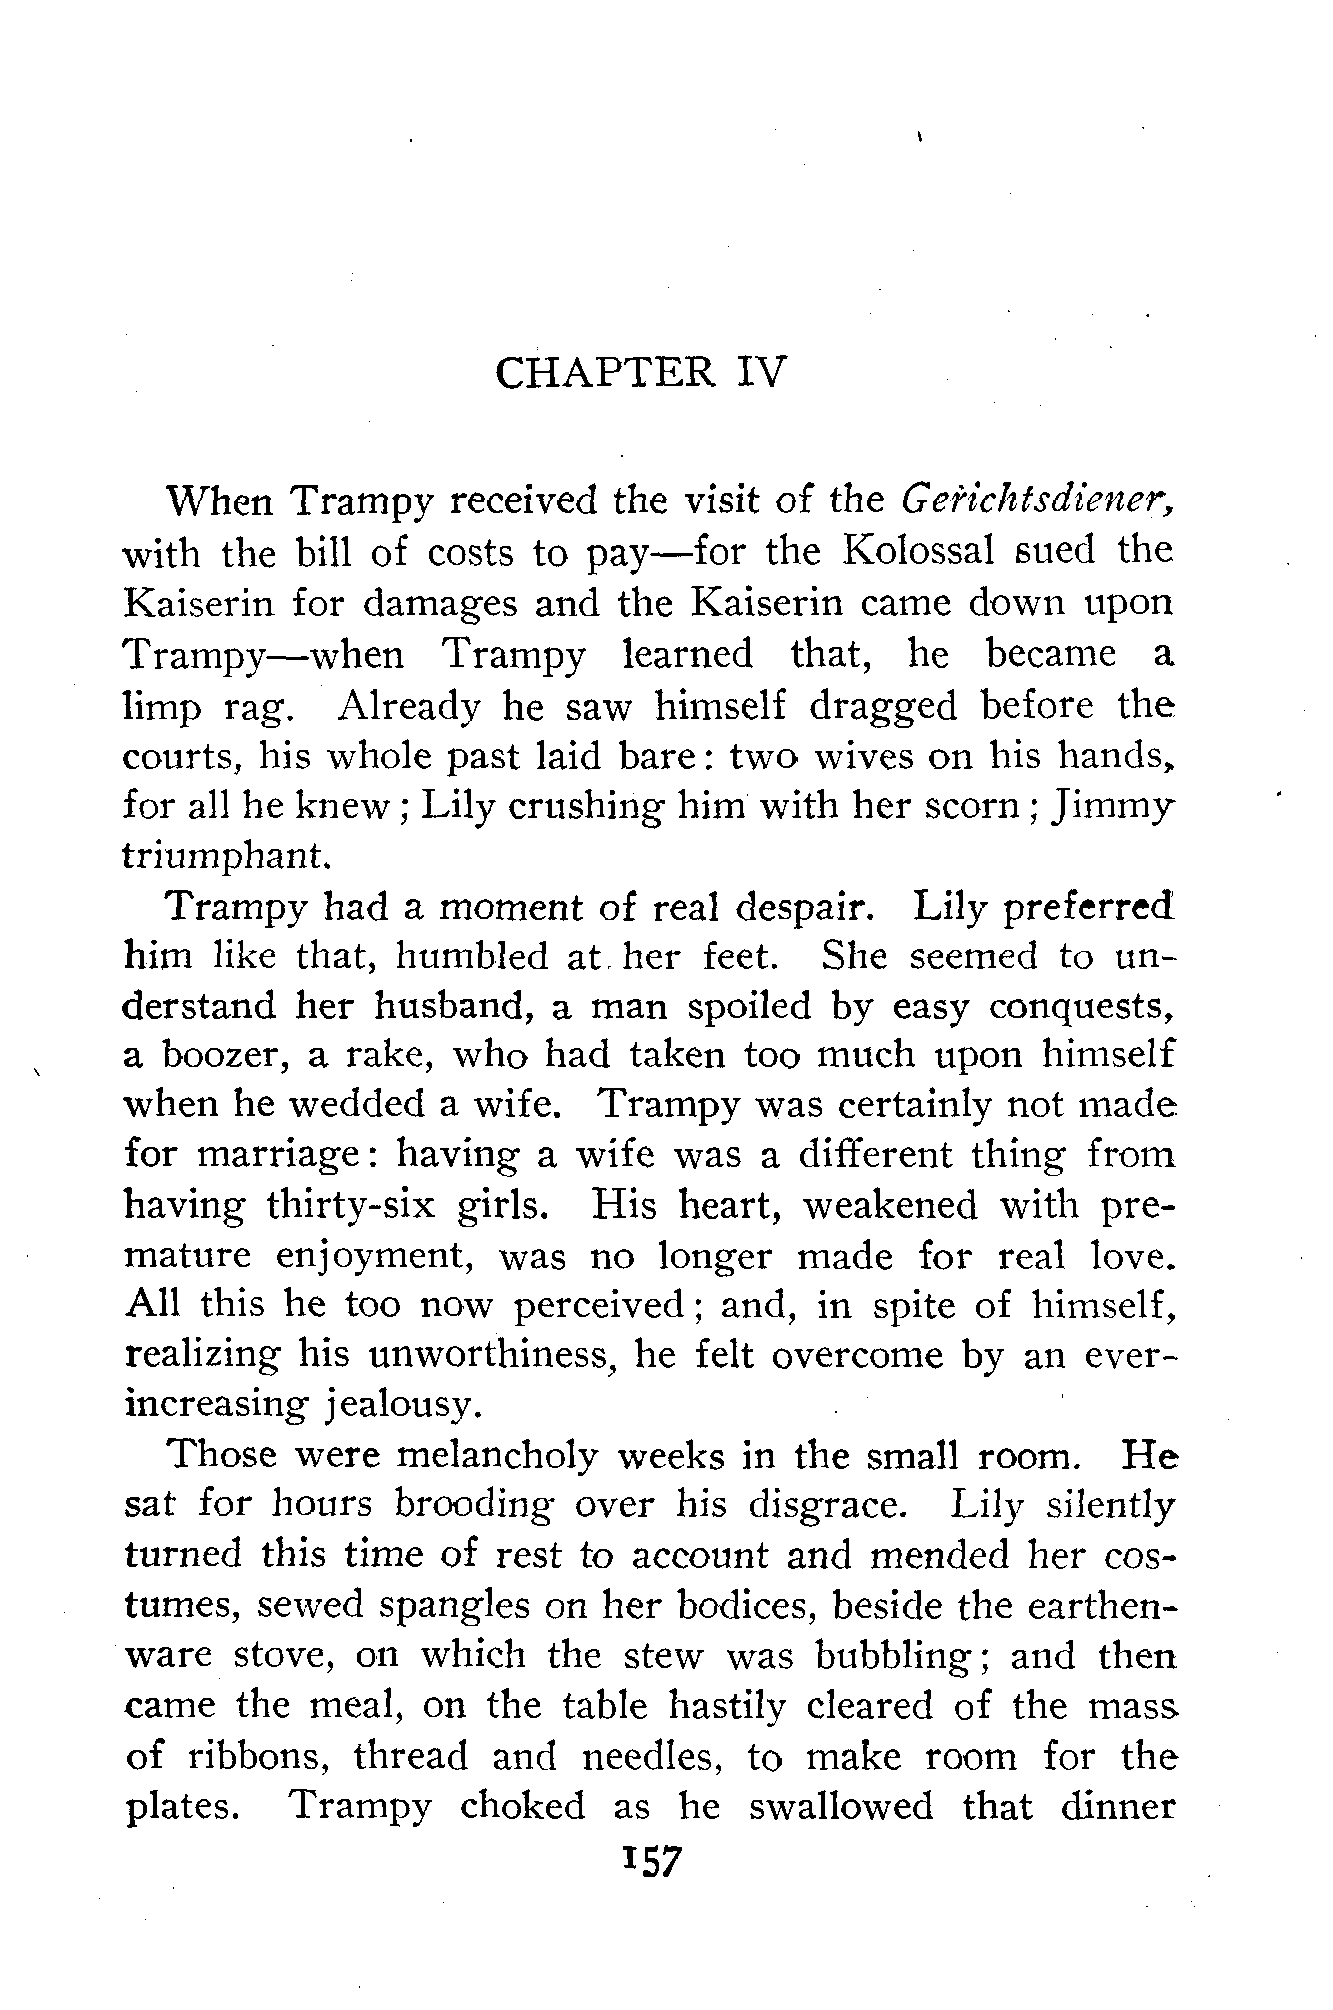 CHAPTER IV
When Trampy received the visit of the Gerichtsdiener,
with the bill of costs to pay—for the Kolossal sued the
Kaiserin for damages and the Kaiserin came down upon
Trampy—when Trampy learned that, he became a
limp rag. Already he saw himself dragged before the
courts, his whole past laid bare: two wives on his hands,
for all he knew; Lily crushing him with her scorn; Jimmy
triumphant.
Trampy had a moment of real despair. Lily preferred
him like that, humbled at her feet. She seemed to un-
derstand her husband, a man spoiled by easy conquests,
a boozer, a rake, who had taken too much upon himself
when he wedded a wife. Trampy was certainly not made
for marriage: having a wife was a different thing from
having thirty-six girls. His heart, weakened with pre-
mature enjoyment, was no longer made for real love.
All this he too now perceived; and, in spite of himself,
realizing his unworthiness, he felt overcome by an ever-
increasing jealousy.
Those were melancholy weeks in the small room. He
sat for hours brooding over his disgrace. Lily silently
turned this time of rest to account and mended her cos-
tumes, sewed spangles on her bodices, beside the earthen-
ware stove, on which the stew was bubbling; and then
came the meal, on the table hastily cleared of the mass
of ribbons, thread and needles, to make room for the
plates. Trampy choked as he swallowed that dinner
157